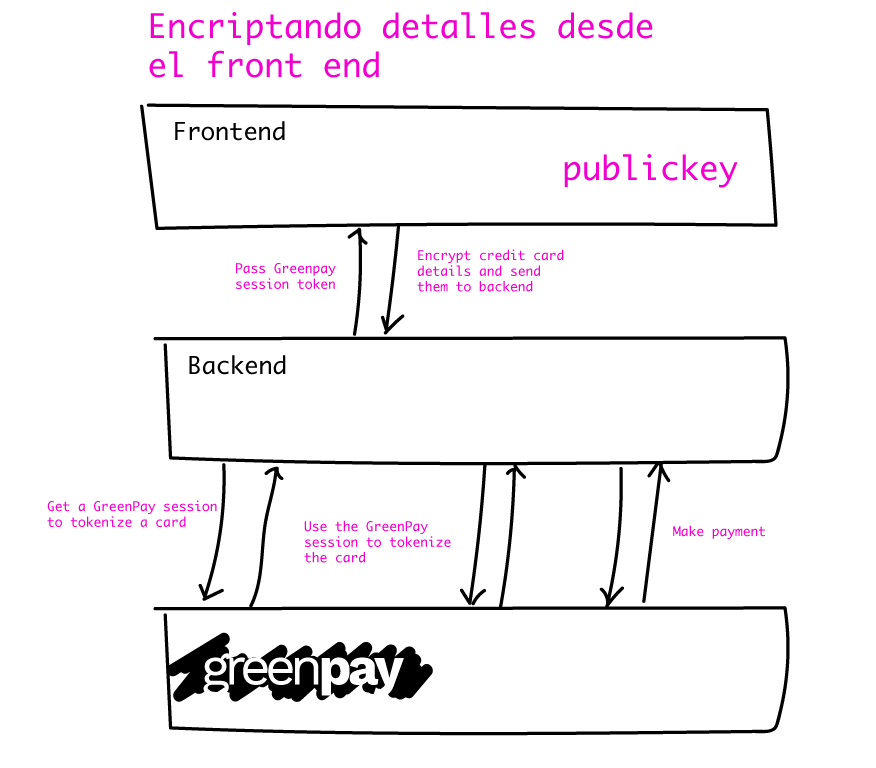 Encriptando detalles desde
el front end
Frontend
publickey
Pass Greenpay
session token
Encrypt credit card
details and send
them to backend
Backend
Get a GreenPay session
to tokenize a card
Use the GreenPay
session to tokenize
the card
Make payment
greenpay